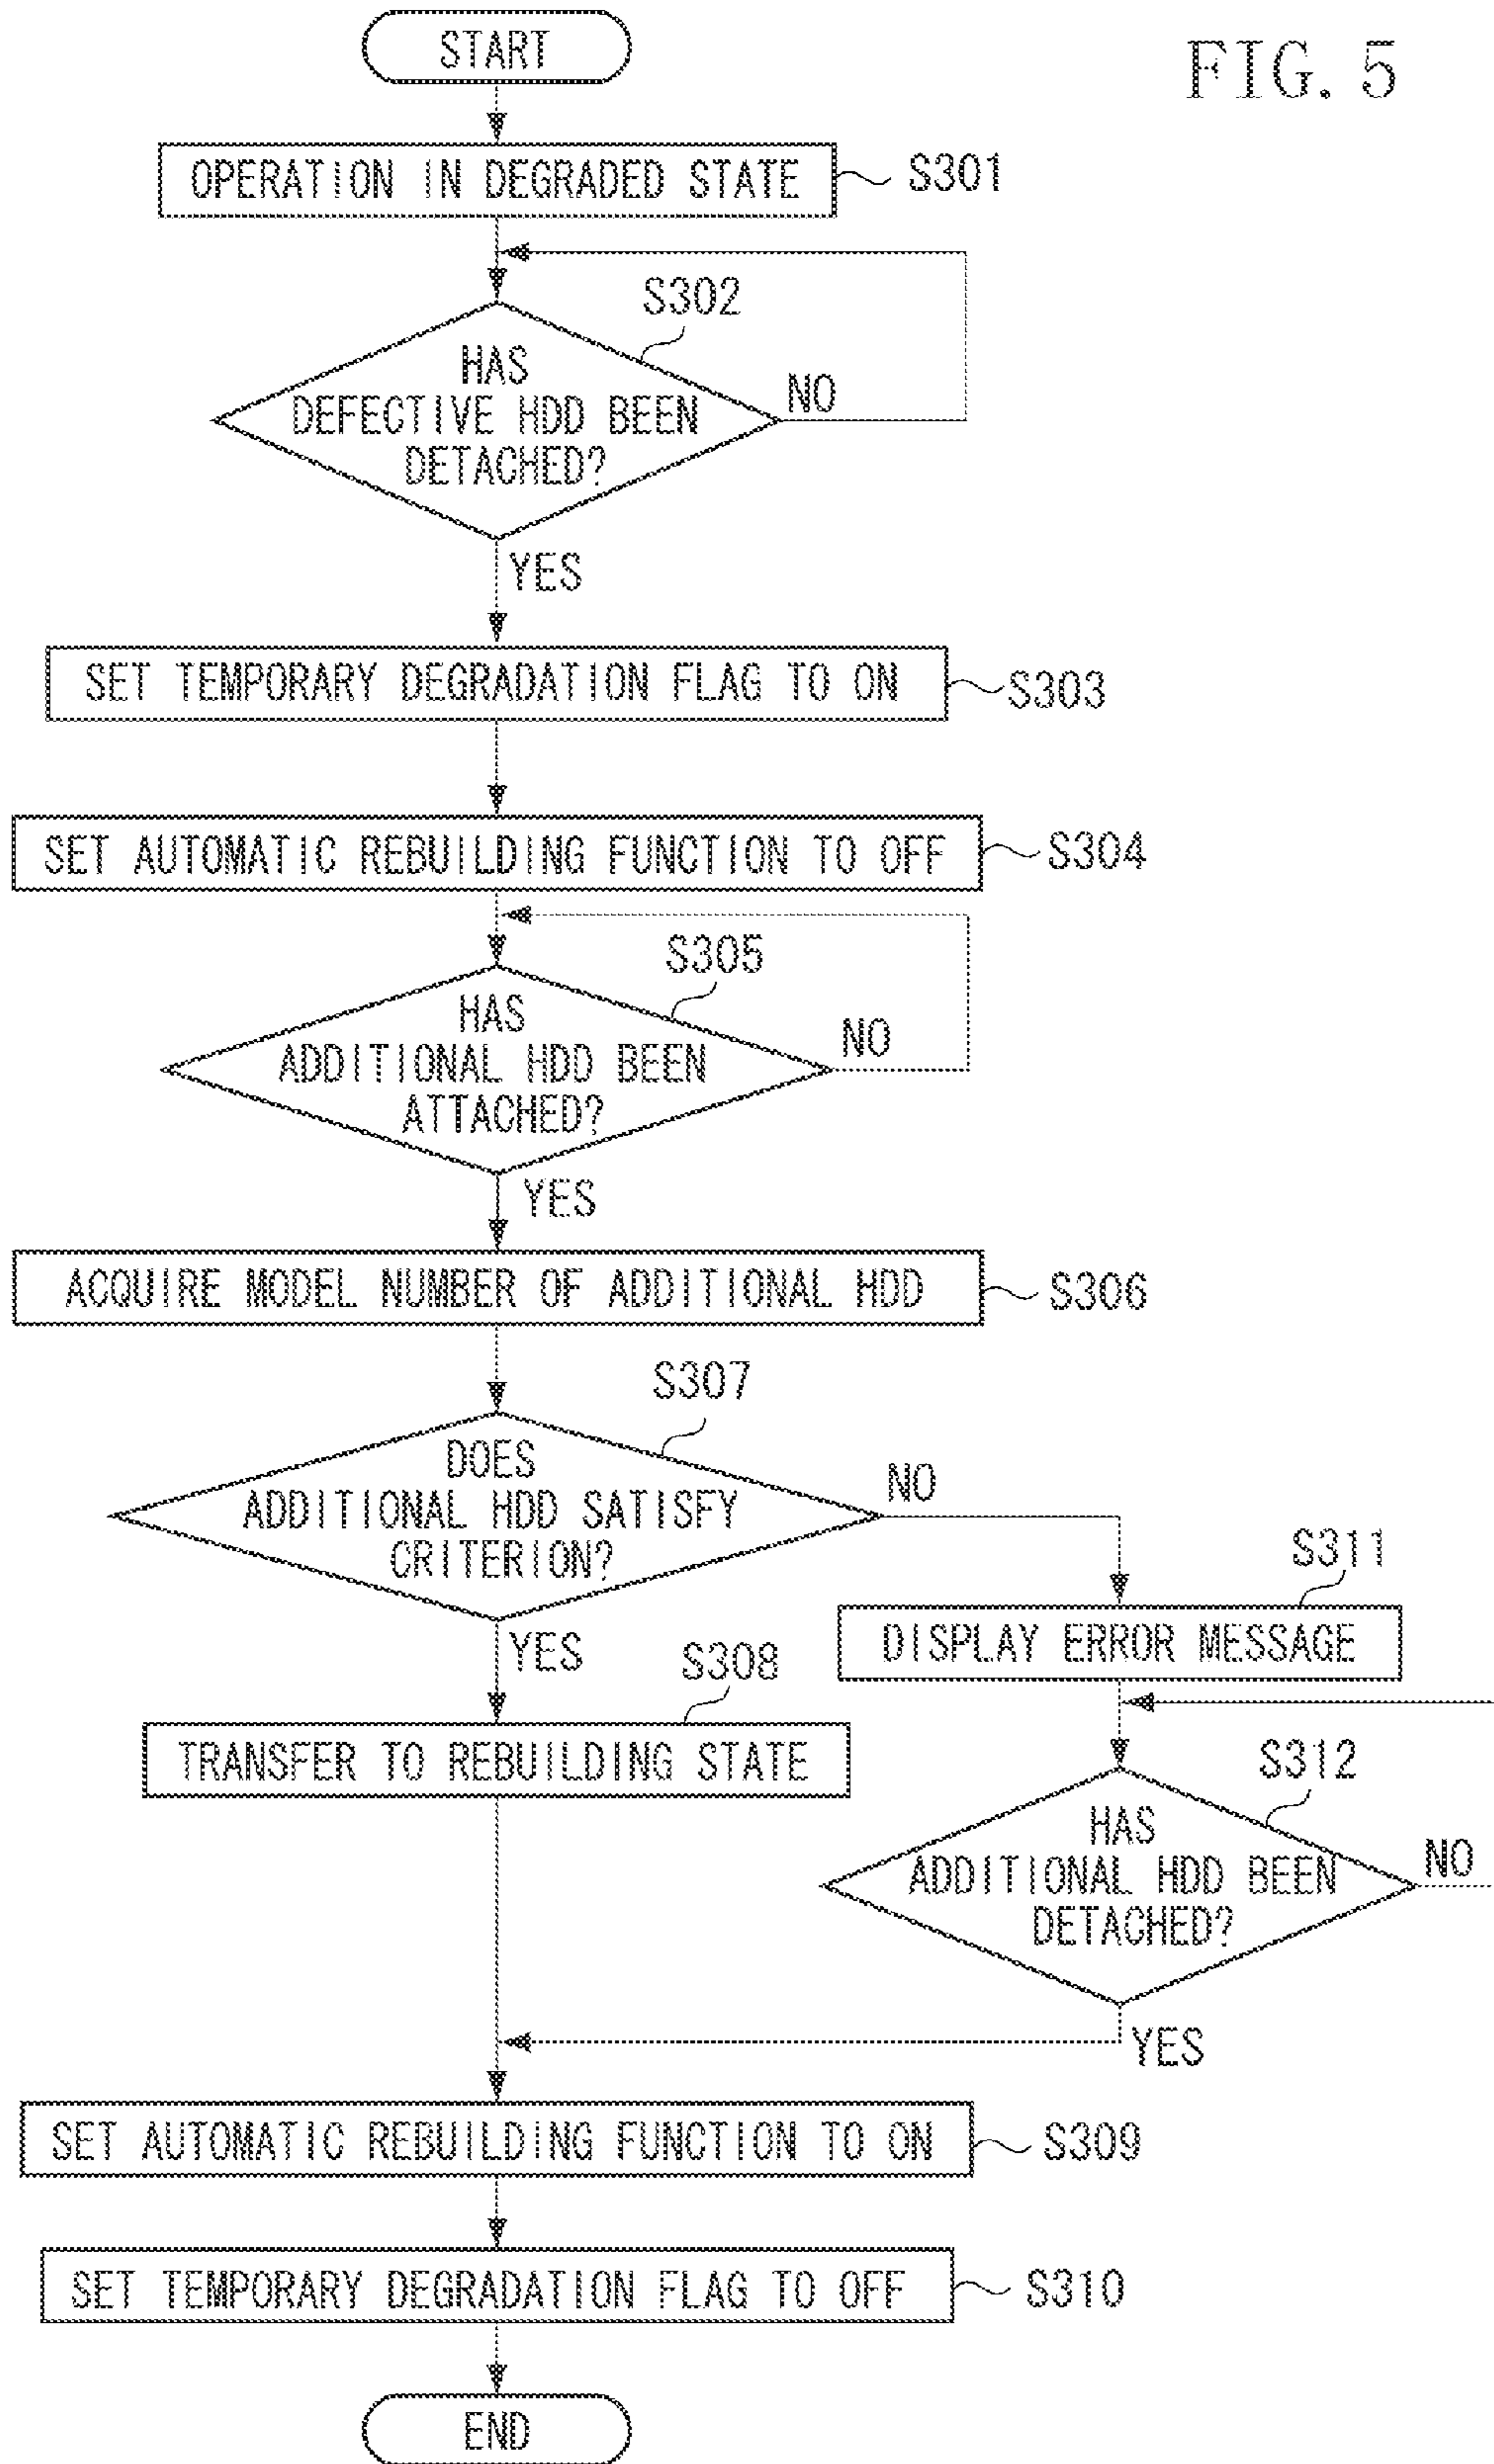 FIG. 5
START
OPERATION IN DEGRADED STATE
S301
S302
HAS
DEFECTIVE HDD BEEN
DETACHED?
NO
YES
SET TEMPORARY DEGRADATION FLAG TO ON
S303
SET AUTOMATIC REBUILDING FUNCTION TO OFF
S304
S305
HAS
ADDITIONAL HDD BEEN
ATTACHED?
NO
YES
ACQUIRE MODEL NUMBER OF ADDITIONAL HDD
S306
S307
DOES
ADDITIONAL HDD SATISFY
CRITERION?
NO
YES
S311
DISPLAY ERROR MESSAGE
S308
TRANSFER TO REBUILDING STATE
S312
HAS
ADDITIONAL HDD BEEN
DETACHED?
NO
YES
SET AUTOMATIC REBUILDING FUNCTION TO ON
S309
SET TEMPORARY DEGRADATION FLAG TO OFF
S310
END